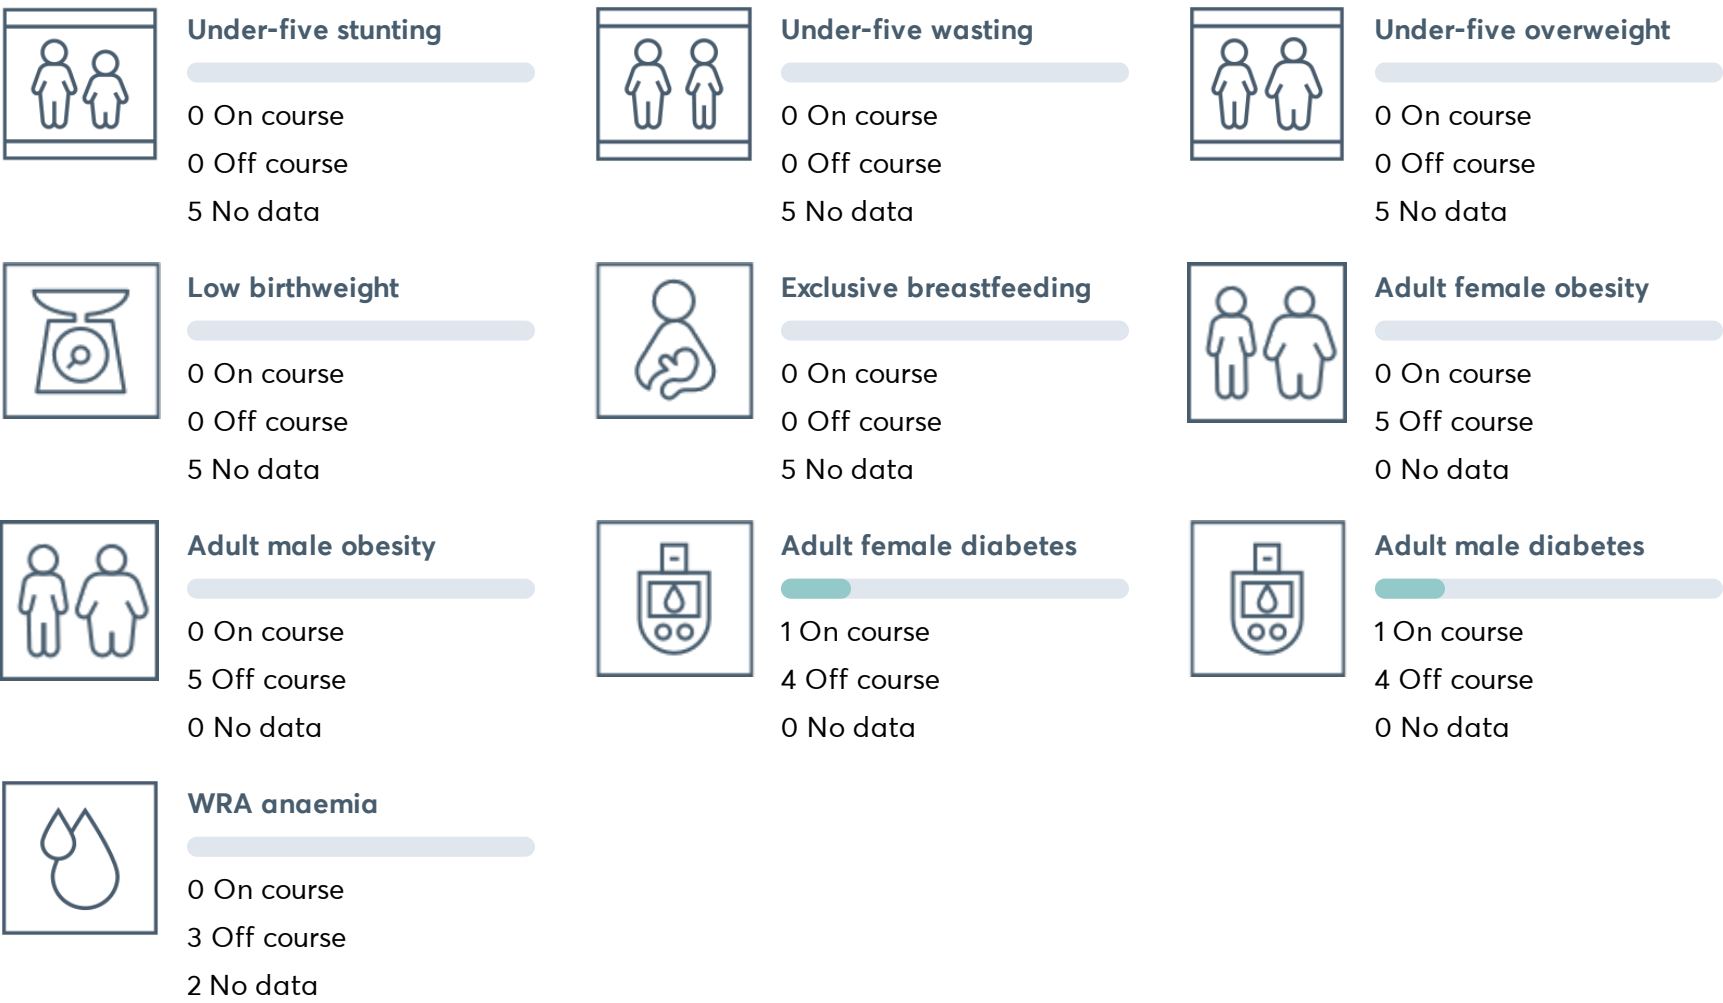 Under-five stunting
0 On course
0 Off course
5 No data
Under-five wasting
0 On course
0 Off course
5 No data
Under-five overweight
0 On course
0 Off course
5 No data
Low birthweight
0 On course
0 Off course
5 No data
Exclusive breastfeeding
0 On course
0 Off course
5 No data
Adult female obesity
0 On course
5 Off course
0 No data
Adult male obesity
0 On course
5 Off course
0 No data
Adult female diabetes
1 On course
4 Off course
0 No data
Adult male diabetes
1 On course
4 Off course
0 No data
WRA anaemia
0 On course
3 Off course
2 No data